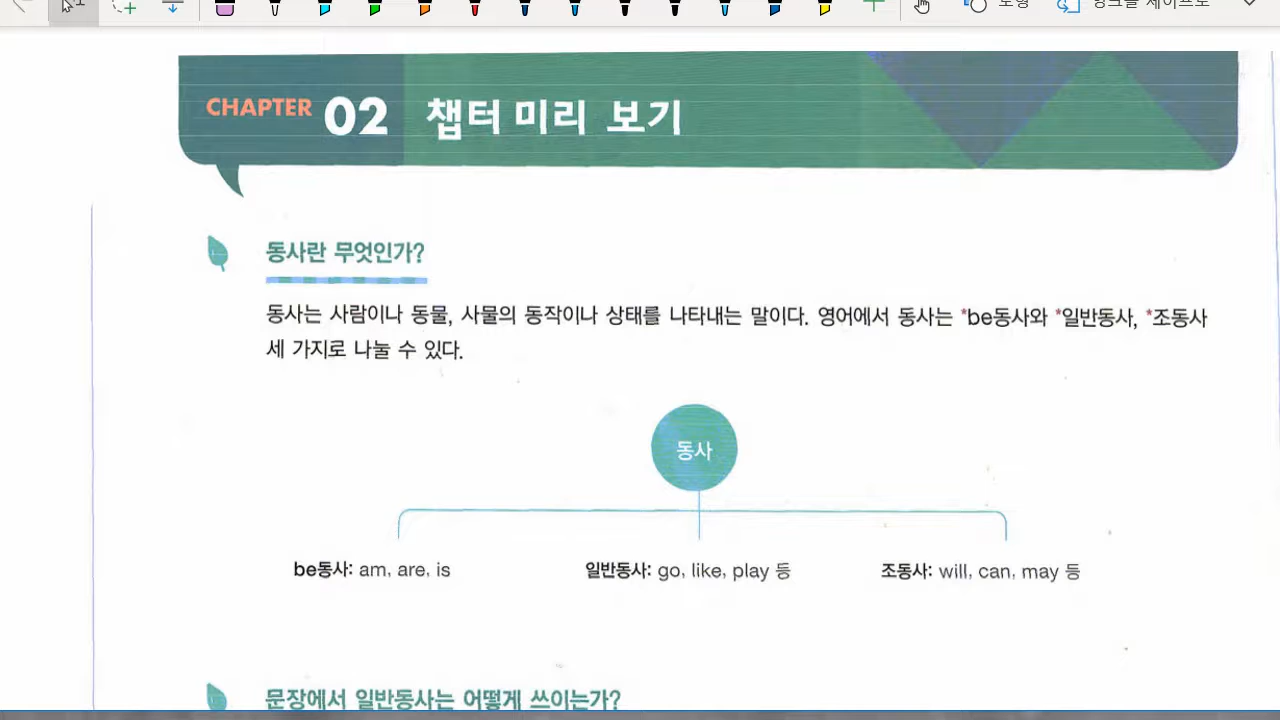 CHAPTER 02 챕터 미리 보기
동사란 무엇인가?
동사는 사람이나 동물, 사물의 동작이나 상태를 나타내는 말이다. 영어에서 동사는 *be동사와 *일반동사, *조동사
세 가지로 나눌 수 있다.
동사
be동사: am, are, is
일반동사: go, like, play 등
조동사: will, can, may 등
문장에서 일반동사는 어떻게 쓰이는가?